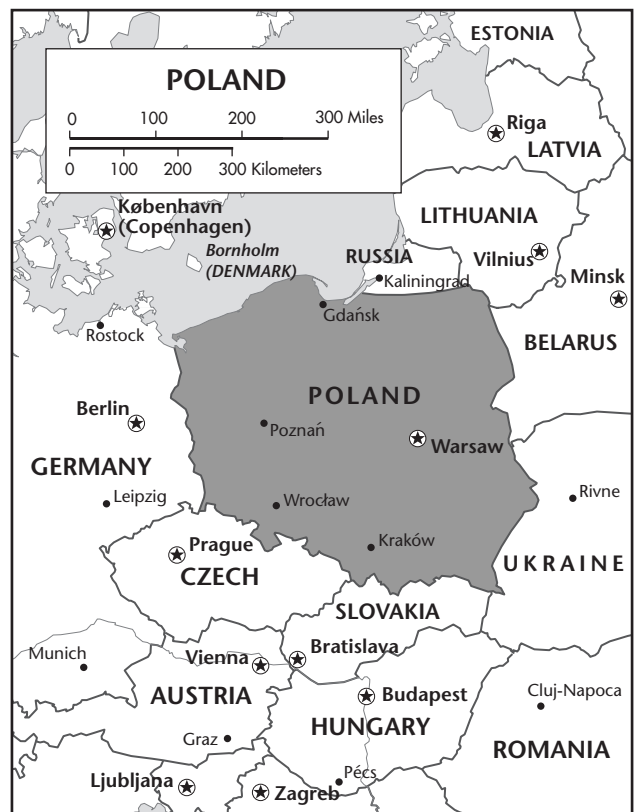 ESTONIA
POLAND
0 100 200 300 Miles
0 100 200 300 Kilometers
Riga
LATVIA
København
(Copenhagen)
LITHUANIA
Bornholm
(DENMARK)
RUSSIA
Vilnius
Kaliningrad
Minsk
Gdańsk
Rostock
BELARUS
POLAND
Berlin
Poznań
Warsaw
GERMANY
Leipzig
Wrocław
Rivne
Prague
Kraków
CZECH
UKRAINE
SLOVAKIA
Munich
Vienna
Bratislava
AUSTRIA
Budapest
Cluj-Napoca
HUNGARY
Graz
ROMANIA
Ljubljana
Pécs
Zagreb